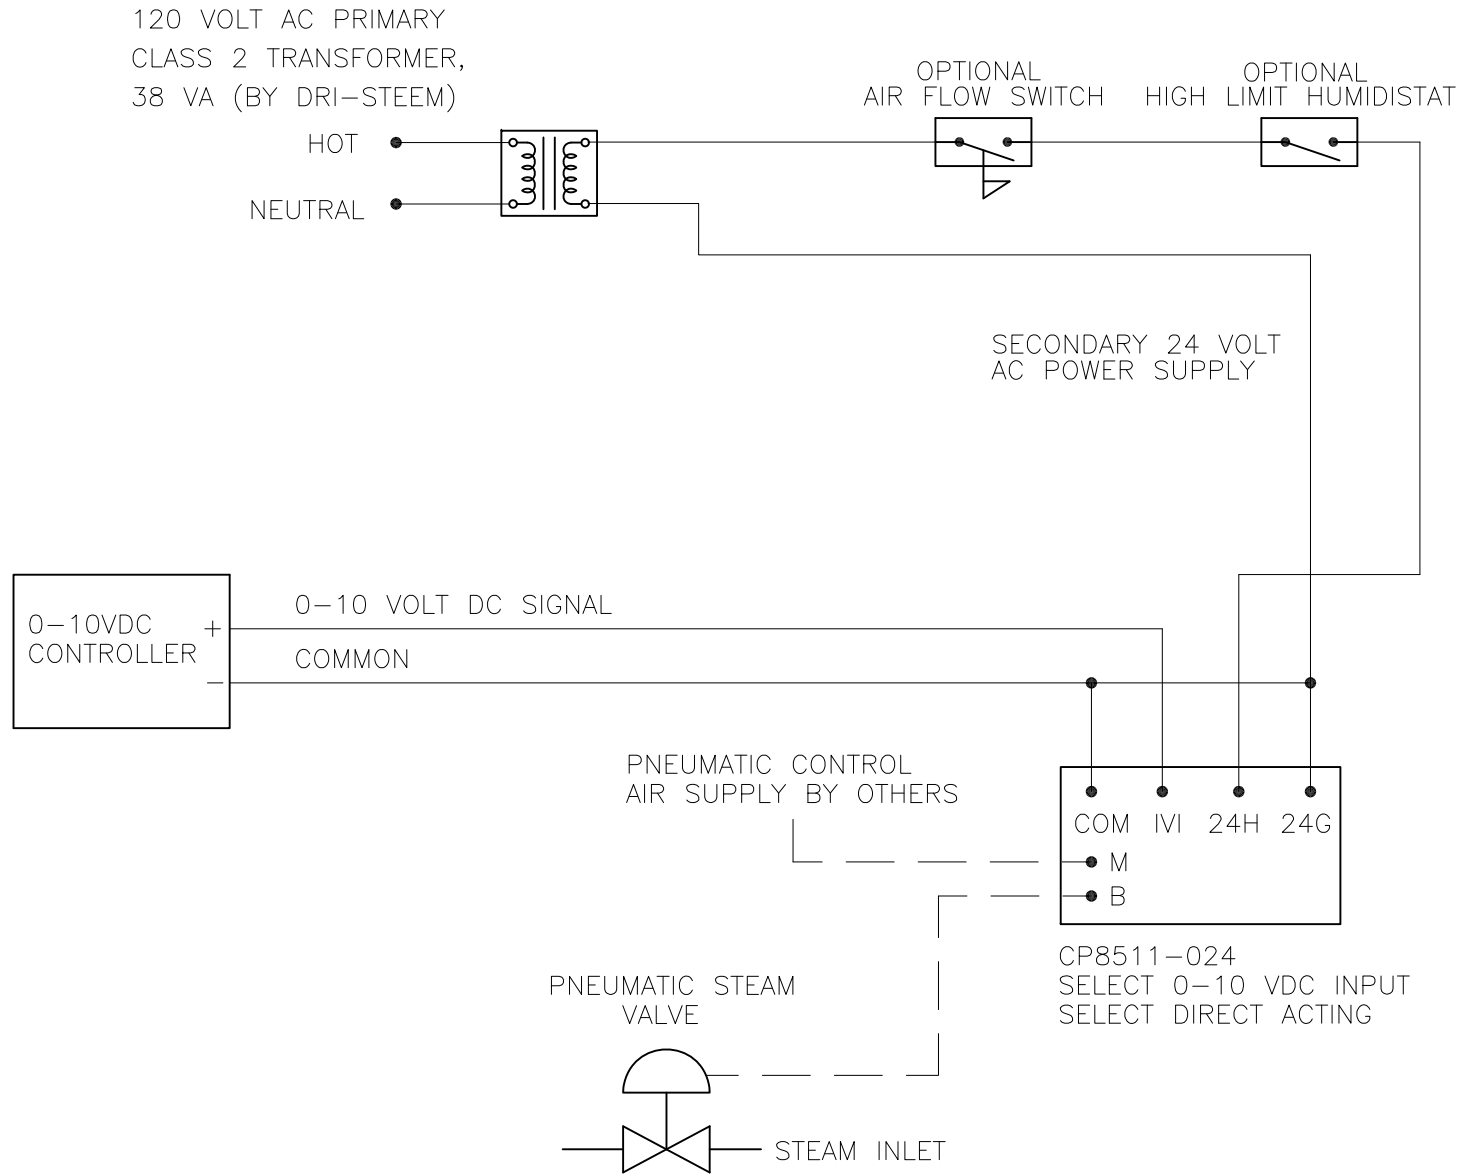 120 VOLT AC PRIMARY
CLASS 2 TRANSFORMER,
38 VA (BY DRI-STEEM)
HOT
NEUTRAL
OPTIONAL
AIR FLOW SWITCH
OPTIONAL
HIGH LIMIT HUMIDISTAT
SECONDARY 24 VOLT
AC POWER SUPPLY
0-10VDC
CONTROLLER
+
-
0-10 VOLT DC SIGNAL
COMMON
PNEUMATIC CONTROL
AIR SUPPLY BY OTHERS
COM IVI 24H 24G
M
B
CP8511-024
SELECT 0-10 VDC INPUT
SELECT DIRECT ACTING
PNEUMATIC STEAM
VALVE
STEAM INLET